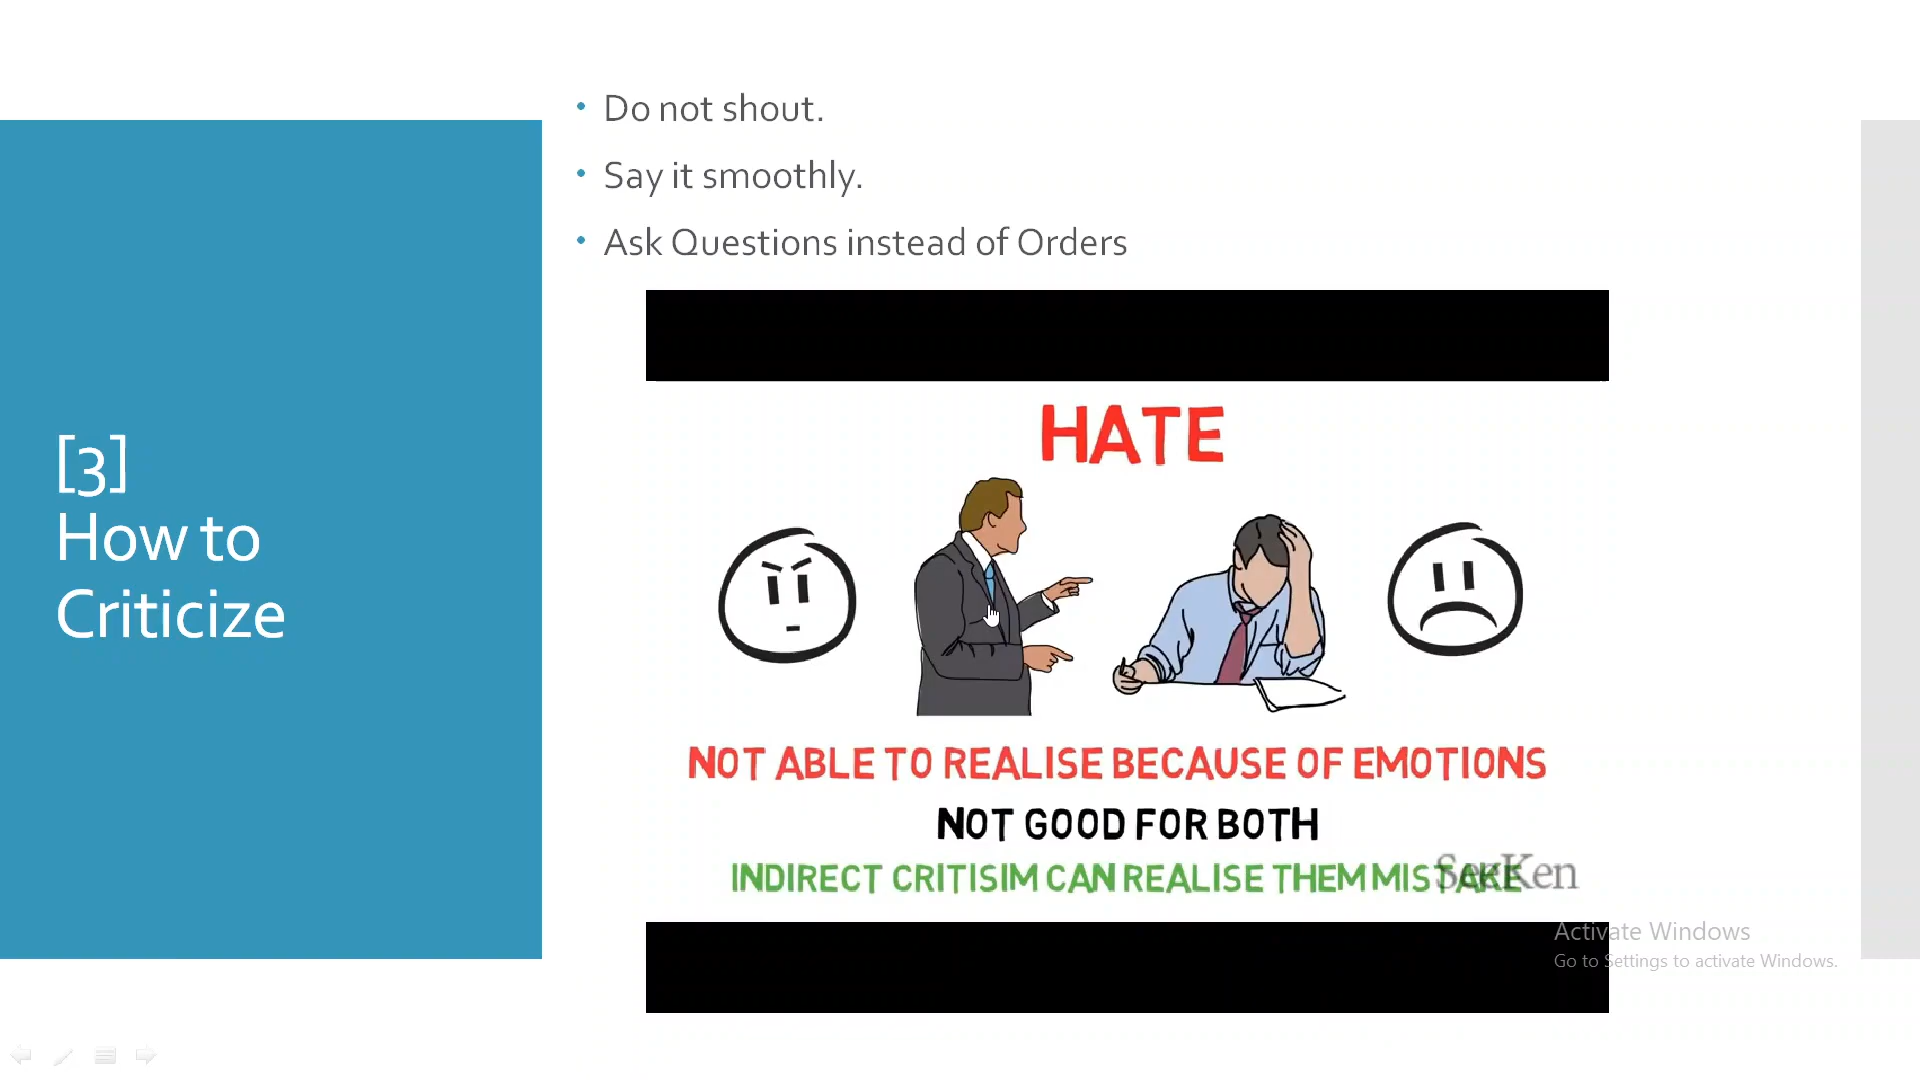 Do not shout.
Say it smoothly.
Ask Questions instead of Orders
[3]
How to
Criticize
HATE
NOT ABLE TO REALISE BECAUSE OF EMOTIONS
NOT GOOD FOR BOTH
INDIRECT CRITISIM CAN REALISE THEM MISTAKE
SeeKen
Activate Windows
Go to Settings to activate Windows.